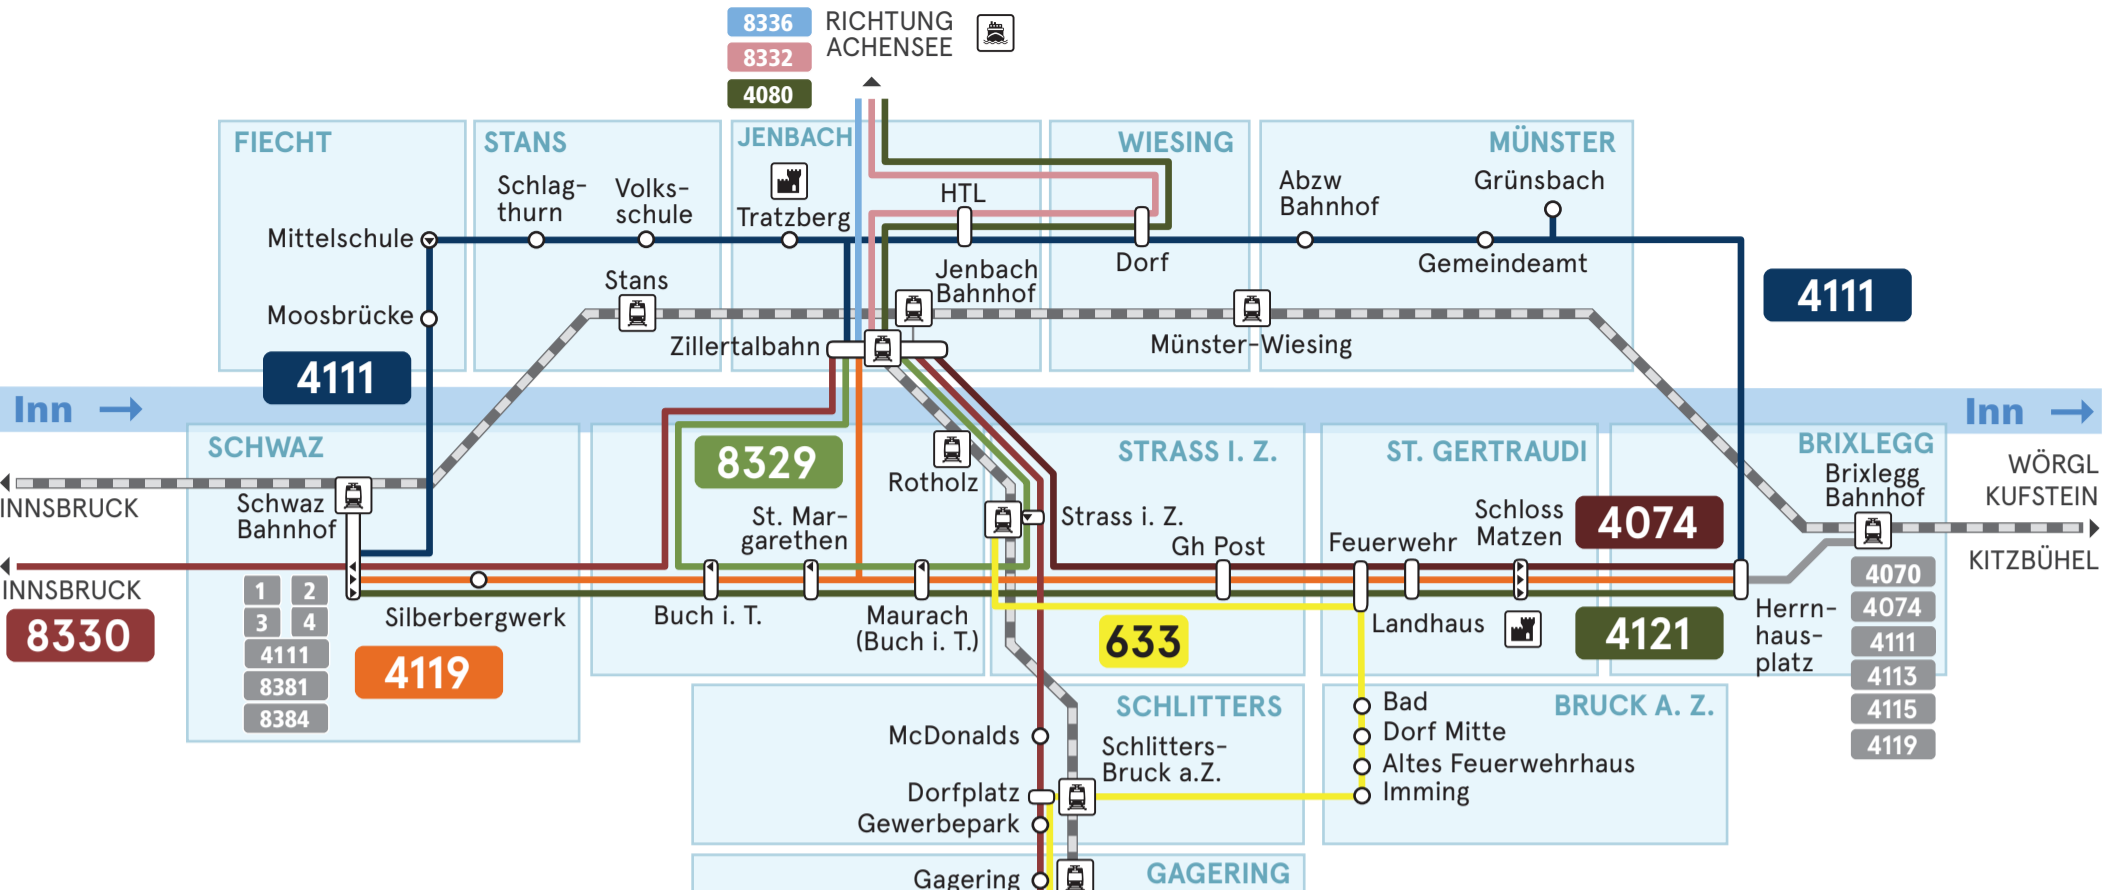 8336
8332
4080
RICHTUNG
ACHENSEE
FIECHT
STANS
JENBACH
WIESING
MÜNSTER
Schlag-
thurn
Volks-
schule
Tratzberg
HTL
Abzw
Bahnhof
Grünsbach
Mittelschule
Dorf
Gemeindeamt
Stans
Jenbach
Bahnhof
4111
Moosbrücke
Zillertalbahn
Münster-Wiesing
4111
Inn →
Inn →
SCHWAZ
8329
STRASS I. Z.
ST. GERTRAUDI
BRIXLEGG
Rotholz
Brixlegg
Bahnhof
WÖRGL
KUFSTEIN
INNSBRUCK
Schwaz
Bahnhof
St. Mar-
garethen
Strass i. Z.
Gh Post
Feuerwehr
Schloss
Matzen
4074
KITZBÜHEL
INNSBRUCK
8330
1 2
3 4
4111
8381
8384
Silberbergwerk
4119
Buch i. T.
Maurach
(Buch i. T.)
633
Landhaus
4121
Herrn-
haus-
platz
4070
4074
4111
4113
4115
4119
SCHLITTERS
BRUCK A. Z.
McDonalds
Schlitters-
Bruck a.Z.
Dorfplatz
Gewerbepark
Bad
Dorf Mitte
Altes Feuerwehrhaus
Imming
Gagering
GAGERING